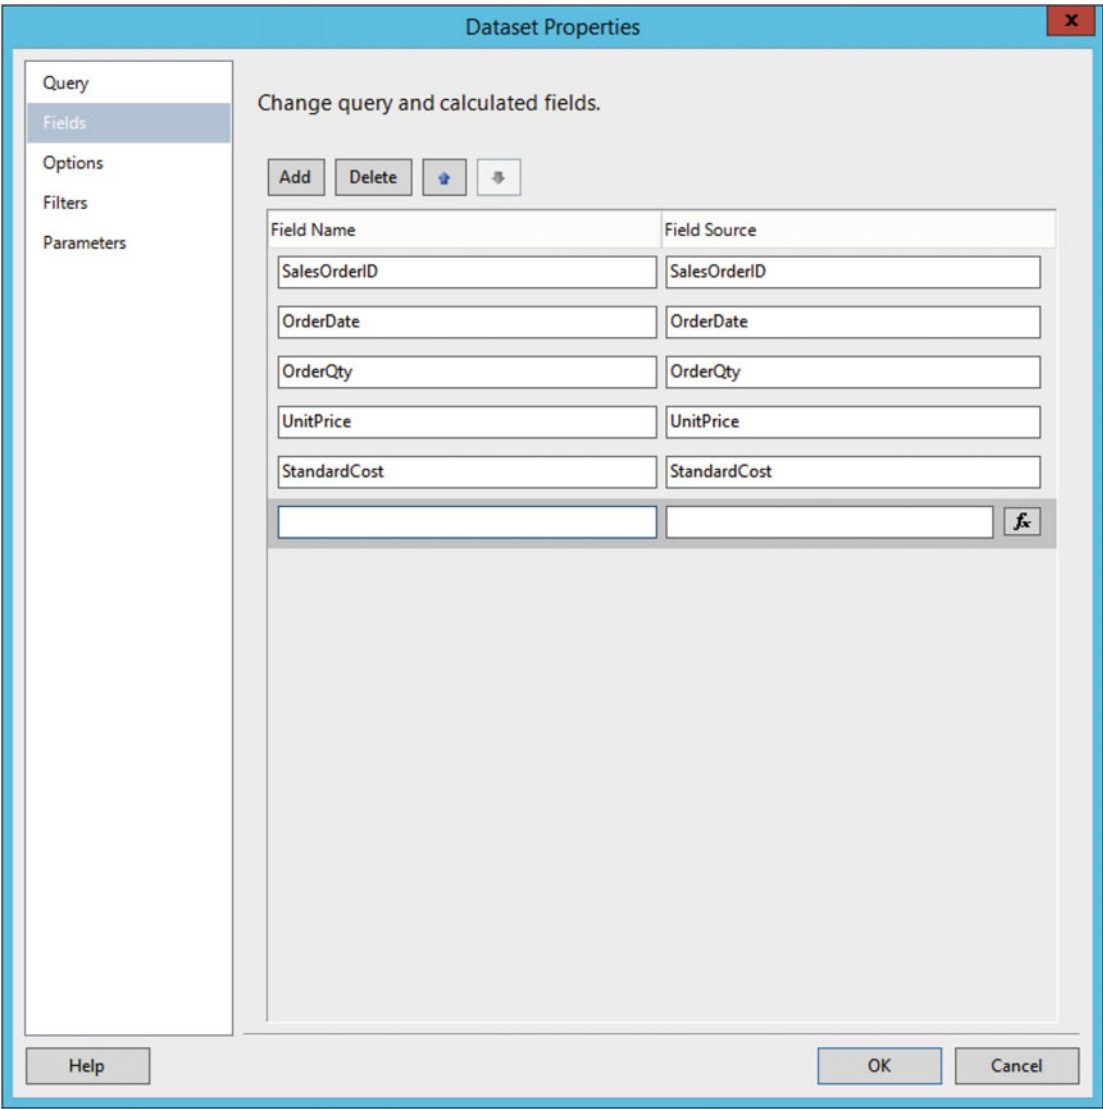 Dataset Properties
x
Query
Fields
Options
Filters
Parameters
Change query and calculated fields.
Add Delete
Field Name Field Source
SalesOrderID SalesOrderID
OrderDate OrderDate
OrderQty OrderQty
UnitPrice UnitPrice
StandardCost StandardCost
fx
Help OK Cancel